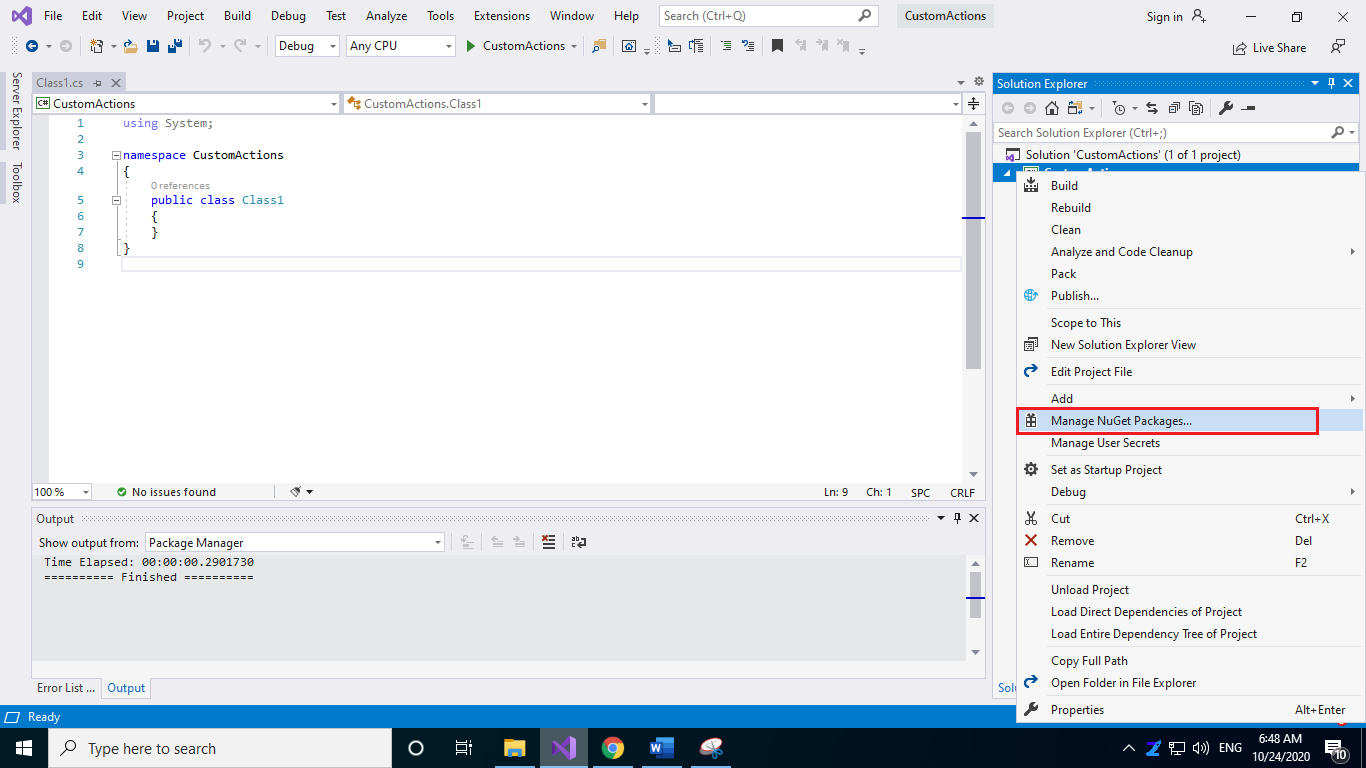 File Edit View Project Build Debug Test Analyze Tools Extensions Window Help Search (Ctrl+Q) CustomActions Sign in
Debug Any CPU CustomActions Live Share
Server Explorer
Toolbox
Class1.cs
C# CustomActions CustomActions.Class1
1 using System;
2
3 namespace CustomActions
4 {
0 references
5 public class Class1
6 {
7 }
8 }
9
100 % No issues found Ln: 9 Ch: 1 SPC CRLF
Output
Show output from: Package Manager
Time Elapsed: 00:00:00.2901730
========== Finished ==========
Error List ... Output
Solution Explorer
Search Solution Explorer (Ctrl+;)
Solution 'CustomActions' (1 of 1 project)
Build
Rebuild
Clean
Analyze and Code Cleanup
Pack
Publish...
Scope to This
New Solution Explorer View
Edit Project File
Add
Manage NuGet Packages...
Manage User Secrets
Set as Startup Project
Debug
Cut Ctrl+X
Remove Del
Rename F2
Unload Project
Load Direct Dependencies of Project
Load Entire Dependency Tree of Project
Copy Full Path
Open Folder in File Explorer
Properties Alt+Enter
Solu
Ready
Type here to search
ENG
6:48 AM
10/24/2020
10